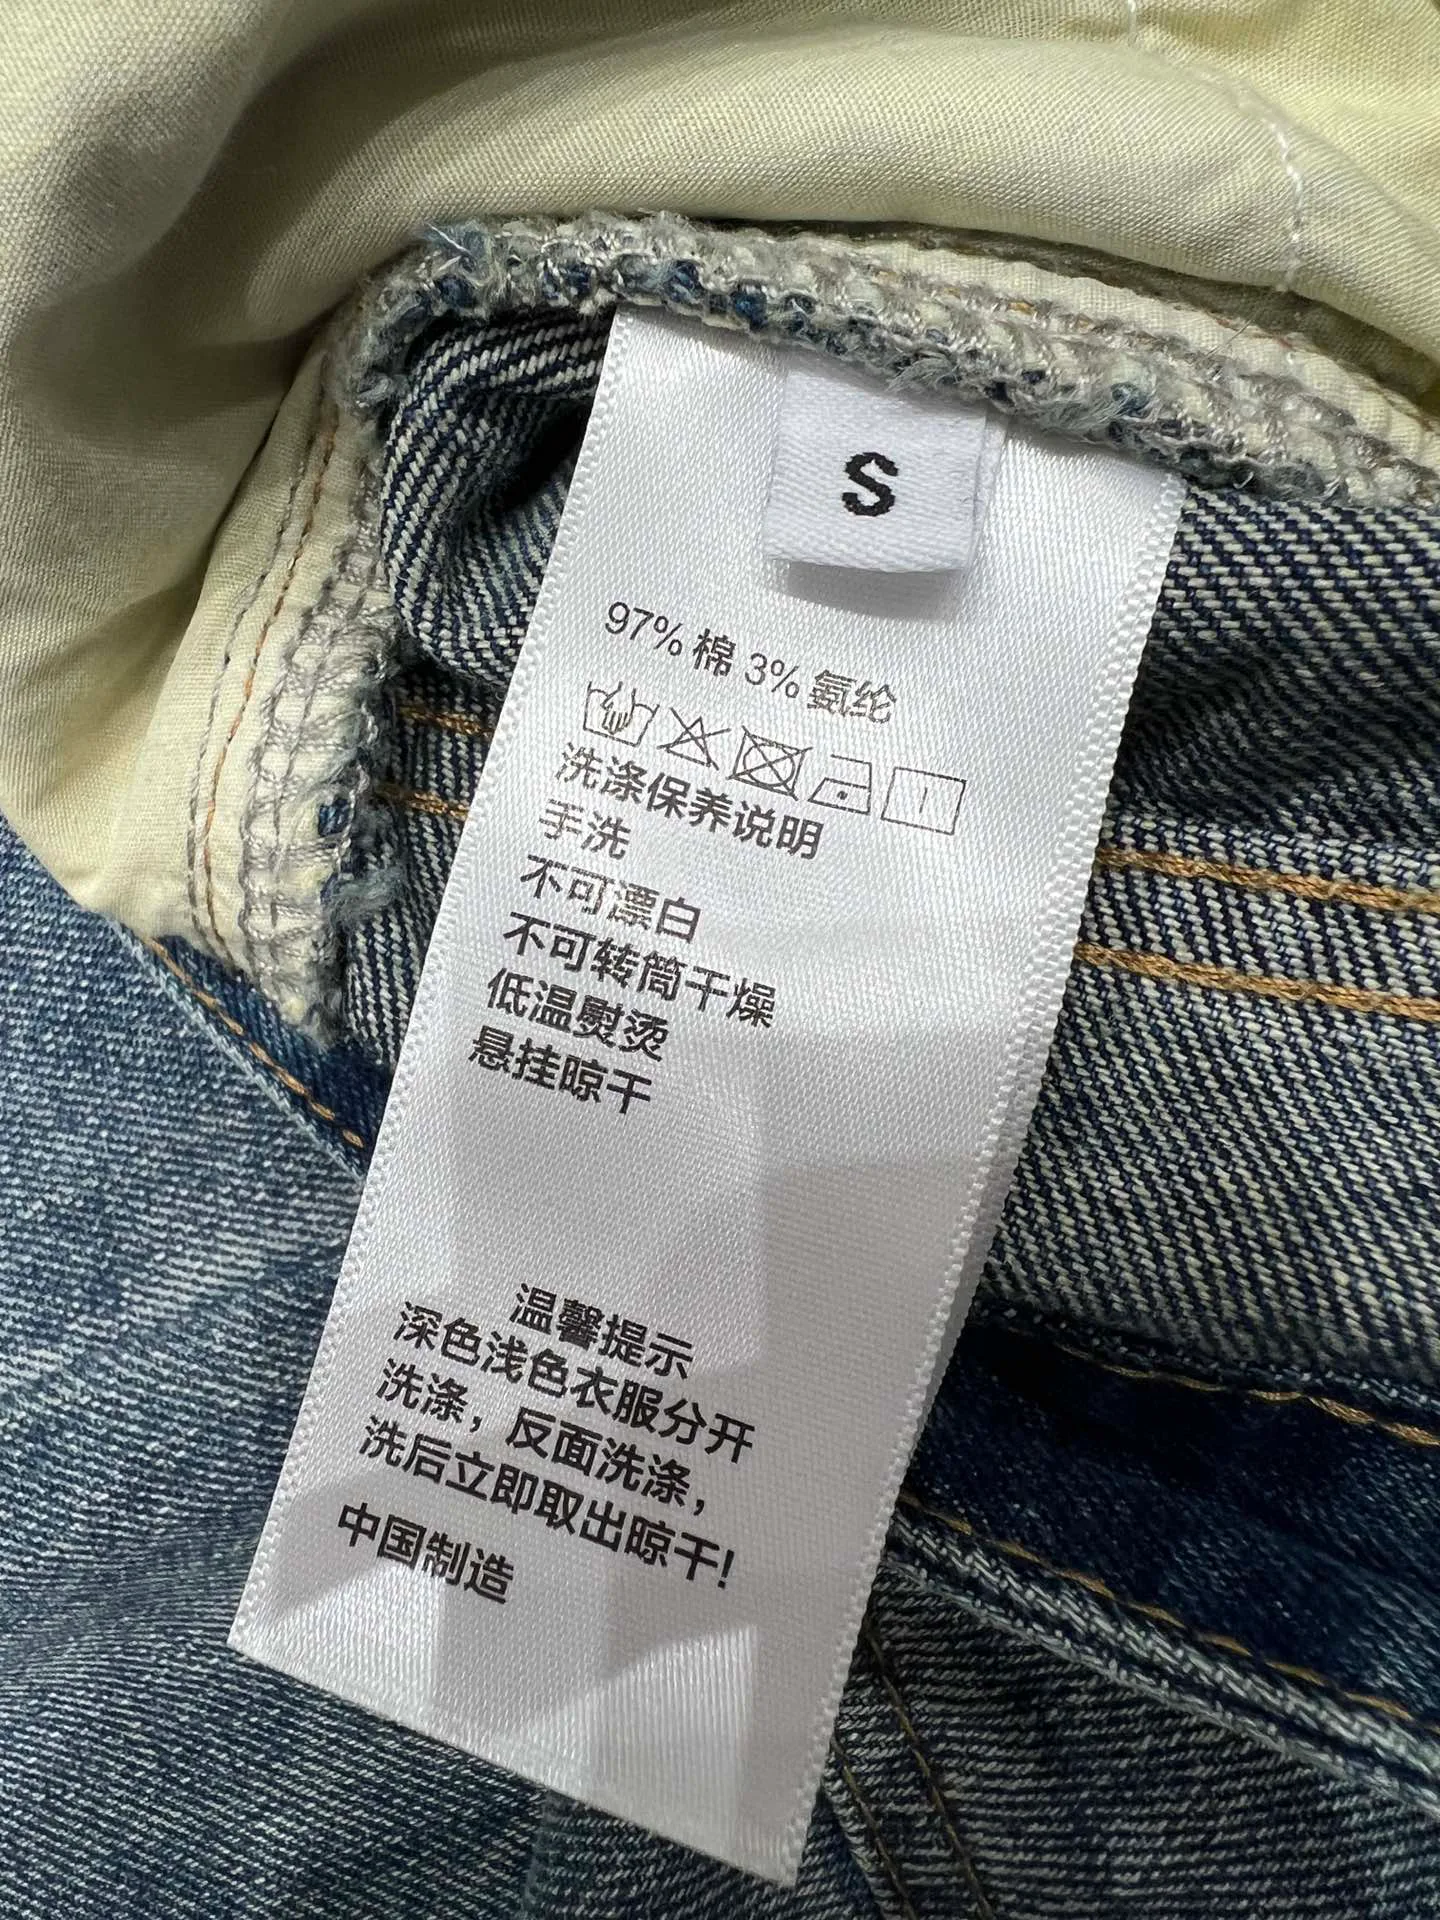 S
97% 棉 3% 氨纶
洗涤保养说明
手洗
不可漂白
不可转筒干燥
低温熨烫
悬挂晾干
温馨提示
深色浅色衣服分开
洗涤，反面洗涤，
洗后立即取出晾干!
中国制造